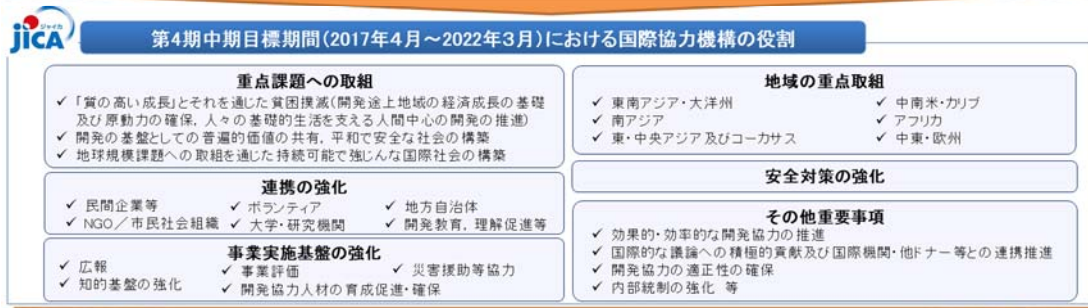 ジャイカ
JICA
第4期中期目標期間(2017年4月～2022年3月)における国際協力機構の役割
重点課題への取組
✓ 「質の高い成長」とそれを通じた貧困撲滅(開発途上地域の経済成長の基礎
及び原動力の確保、人々の基礎的生活を支える人間中心の開発の推進)
✓ 開発の基盤としての普遍的価値の共有、平和で安全な社会の構築
✓ 地球規模課題への取組を通じた持続可能で強じんな国際社会の構築
連携の強化
✓ 民間企業等 ✓ ボランティア ✓ 地方自治体
✓ NGO／市民社会組織 ✓ 大学・研究機関 ✓ 開発教育，理解促進等
事業実施基盤の強化
✓ 広報 ✓ 事業評価 ✓ 災害援助等協力
✓ 知的基盤の強化 ✓ 開発協力人材の育成促進・確保
地域の重点取組
✓ 東南アジア・大洋州 ✓ 中南米・カリブ
✓ 南アジア ✓ アフリカ
✓ 東・中央アジア及びコーカサス ✓ 中東・欧州
安全対策の強化
その他重要事項
✓ 効果的・効率的な開発協力の推進
✓ 国際的な議論への積極的貢献及び国際機関・他ドナー等との連携推進
✓ 開発協力の適正性の確保
✓ 内部統制の強化 等